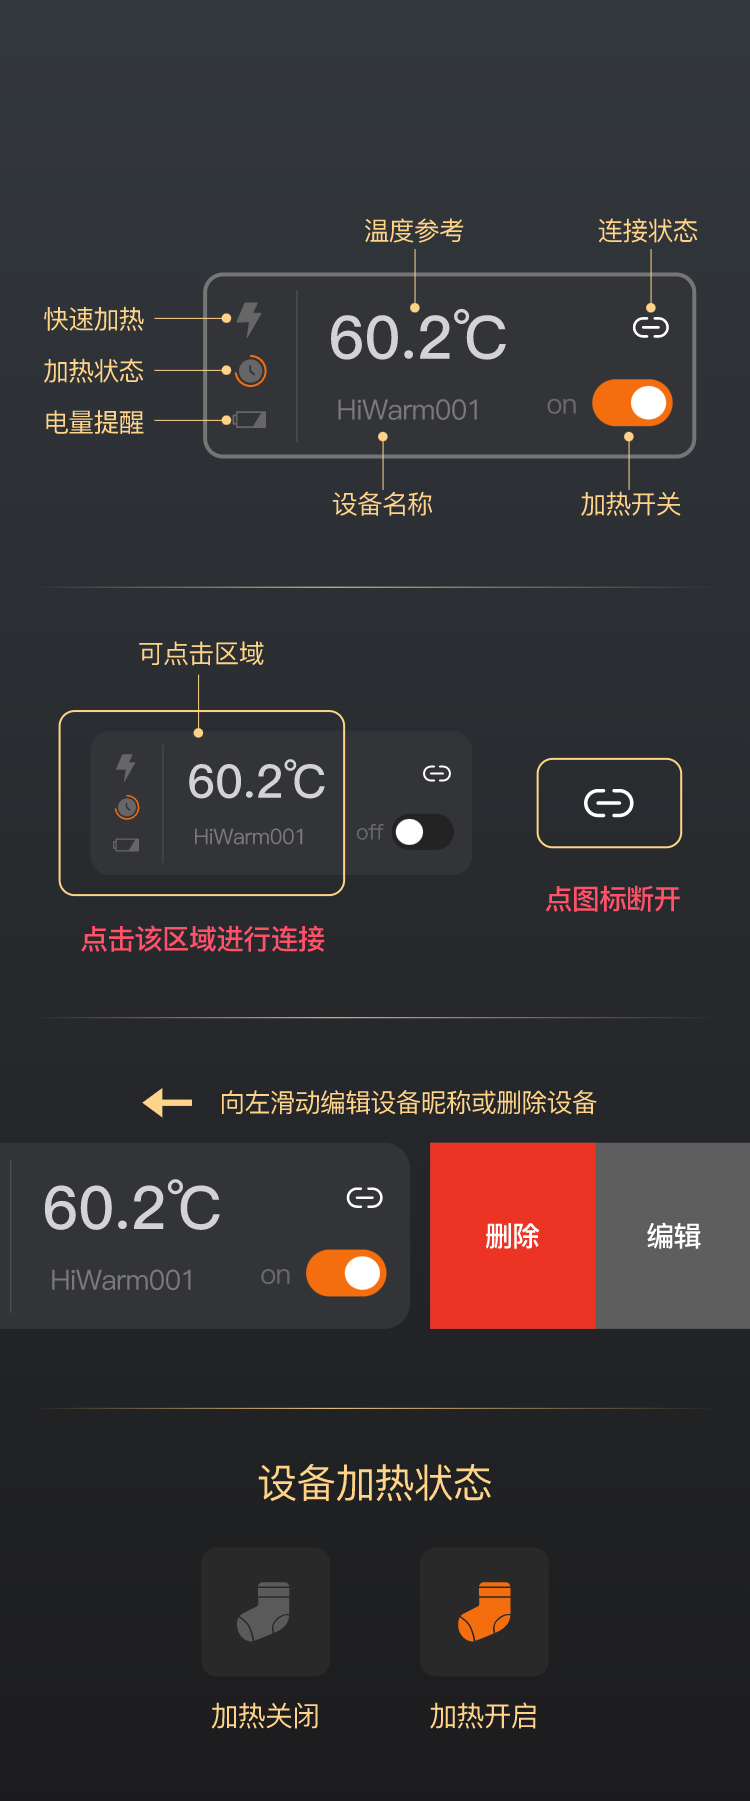 温度参考
连接状态
快速加热
加热状态
电量提醒
60.2℃
HiWarm001
on
设备名称
加热开关
可点击区域
60.2℃
HiWarm001
off
点图标断开
点击该区域进行连接
向左滑动编辑设备昵称或删除设备
60.2℃
HiWarm001
on
删除
编辑
设备加热状态
加热关闭
加热开启